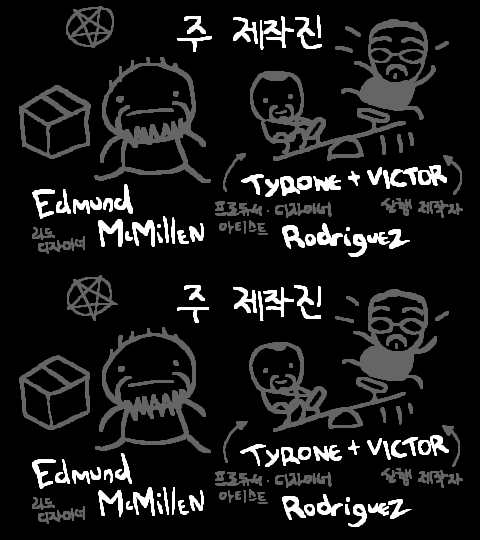 주 제작진
TYRONE + VICTOR
Edmund
프로듀서 · 디자이너
실행 제작자
리드
디자이너
McMillEN
아티스트
Rodriguez
주 제작진
TYRONE + VICTOR
Edmund
프로듀서 · 디자이너
실행 제작자
리드
디자이너
McMillEN
아티스트
Rodriguez